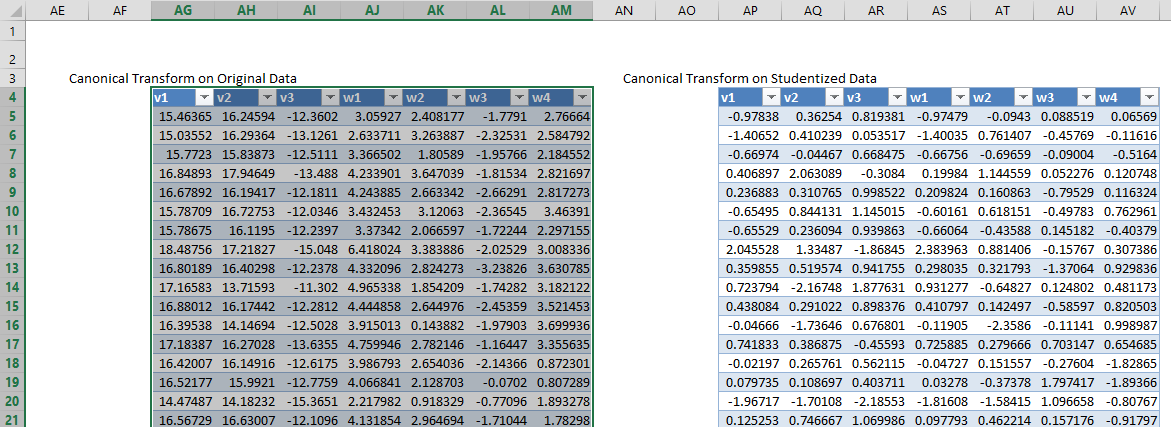 AE AF AG AH AI AJ AK AL AM AN AO AP AQ AR AS AT AU AV
1
2
3 Canonical Transform on Original Data Canonical Transform on Studentized Data
4 v1 v2 v3 w1 w2 w3 w4 v1 v2 v3 w1 w2 w3 w4
5 15.46365 16.24594 -12.3602 3.05927 2.408177 -1.7791 2.76664 -0.97838 0.36254 0.819381 -0.97479 -0.0943 0.088519 0.06569
6 15.03552 16.29364 -13.1261 2.633711 3.263887 -2.32531 2.584792 -1.40652 0.410239 0.053517 -1.40035 0.761407 -0.45769 -0.11616
7 15.7723 15.83873 -12.5111 3.366502 1.80589 -1.95766 2.184552 -0.66974 -0.04467 0.668475 -0.66756 -0.69659 -0.09004 -0.5164
8 16.84893 17.94649 -13.488 4.233901 3.647039 -1.81534 2.821697 0.406897 2.063089 -0.3084 0.19984 1.144559 0.052276 0.120748
9 16.67892 16.19417 -12.1811 4.243885 2.663342 -2.66291 2.817273 0.236883 0.310765 0.998522 0.209824 0.160863 -0.79529 0.116324
10 15.78709 16.72753 -12.0346 3.432453 3.12063 -2.36545 3.46391 -0.65495 0.844131 1.145015 -0.60161 0.618151 -0.49783 0.762961
11 15.78675 16.1195 -12.2397 3.37342 2.066597 -1.72244 2.297155 -0.65529 0.236094 0.939863 -0.66064 -0.43588 0.145182 -0.40379
12 18.48756 17.21827 -15.048 6.418024 3.383886 -2.02529 3.008336 2.045528 1.33487 -1.86845 2.383963 0.881406 -0.15767 0.307386
13 16.80189 16.40298 -12.2378 4.332096 2.824273 -3.23826 3.630785 0.359855 0.519574 0.941755 0.298035 0.321793 -1.37064 0.929836
14 17.16583 13.71593 -11.302 4.965338 1.854209 -1.74282 3.182122 0.723794 -2.16748 1.877631 0.931277 -0.64827 0.124802 0.481173
15 16.88012 16.17442 -12.2812 4.444858 2.644976 -2.45359 3.521453 0.438084 0.291022 0.898376 0.410797 0.142497 -0.58597 0.820503
16 16.39538 14.14694 -12.5028 3.915013 0.143882 -1.97903 3.699936 -0.04666 -1.73646 0.676801 -0.11905 -2.3586 -0.11141 0.998987
17 17.18387 16.27028 -13.6355 4.759946 2.782146 -1.16447 3.355635 0.741833 0.386875 -0.45593 0.725885 0.279666 0.703147 0.654685
18 16.42007 16.14916 -12.6175 3.986793 2.654036 -2.14366 0.872301 -0.02197 0.265761 0.562115 -0.04727 0.151557 -0.27604 -1.82865
19 16.52177 15.9921 -12.7759 4.066841 2.128703 -0.0702 0.807289 0.079735 0.108697 0.403711 0.03278 -0.37378 1.797417 -1.89366
20 14.47487 14.18232 -15.3651 2.217982 0.918329 -0.77096 1.893278 -1.96717 -1.70108 -2.18553 -1.81608 -1.58415 1.096658 -0.80767
21 16.56729 16.63007 -12.1096 4.131854 2.964694 -1.71044 1.78298 0.125253 0.746667 1.069986 0.097793 0.462214 0.157176 -0.91797